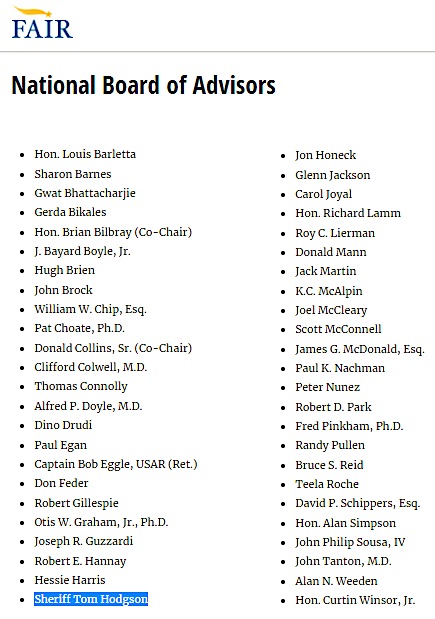 FAIR
National Board of Advisors
Hon. Louis Barletta
Sharon Barnes
Gwat Bhattacharjie
Gerda Bikales
Hon. Brian Bilbray (Co-Chair)
J. Bayard Boyle, Jr.
Hugh Brien
John Brock
William W. Chip, Esq.
Pat Choate, Ph.D.
Donald Collins, Sr. (Co-Chair)
Clifford Colwell, M.D.
Thomas Connolly
Alfred P. Doyle, M.D.
Dino Drudi
Paul Egan
Captain Bob Eggle, USAR (Ret.)
Don Feder
Robert Gillespie
Otis W. Graham, Jr., Ph.D.
Joseph R. Guzzardi
Robert E. Hannay
Hessie Harris
Sheriff Tom Hodgson
Jon Honeck
Glenn Jackson
Carol Joyal
Hon. Richard Lamm
Roy C. Lierman
Donald Mann
Jack Martin
K.C. McAlpin
Joel McCleary
Scott McConnell
James G. McDonald, Esq.
Paul K. Nachman
Peter Nunez
Robert D. Park
Fred Pinkham, Ph.D.
Randy Pullen
Bruce S. Reid
Teela Roche
David P. Schippers, Esq.
Hon. Alan Simpson
John Philip Sousa, IV
John Tanton, M.D.
Alan N. Weeden
Hon. Curtin Winsor, Jr.